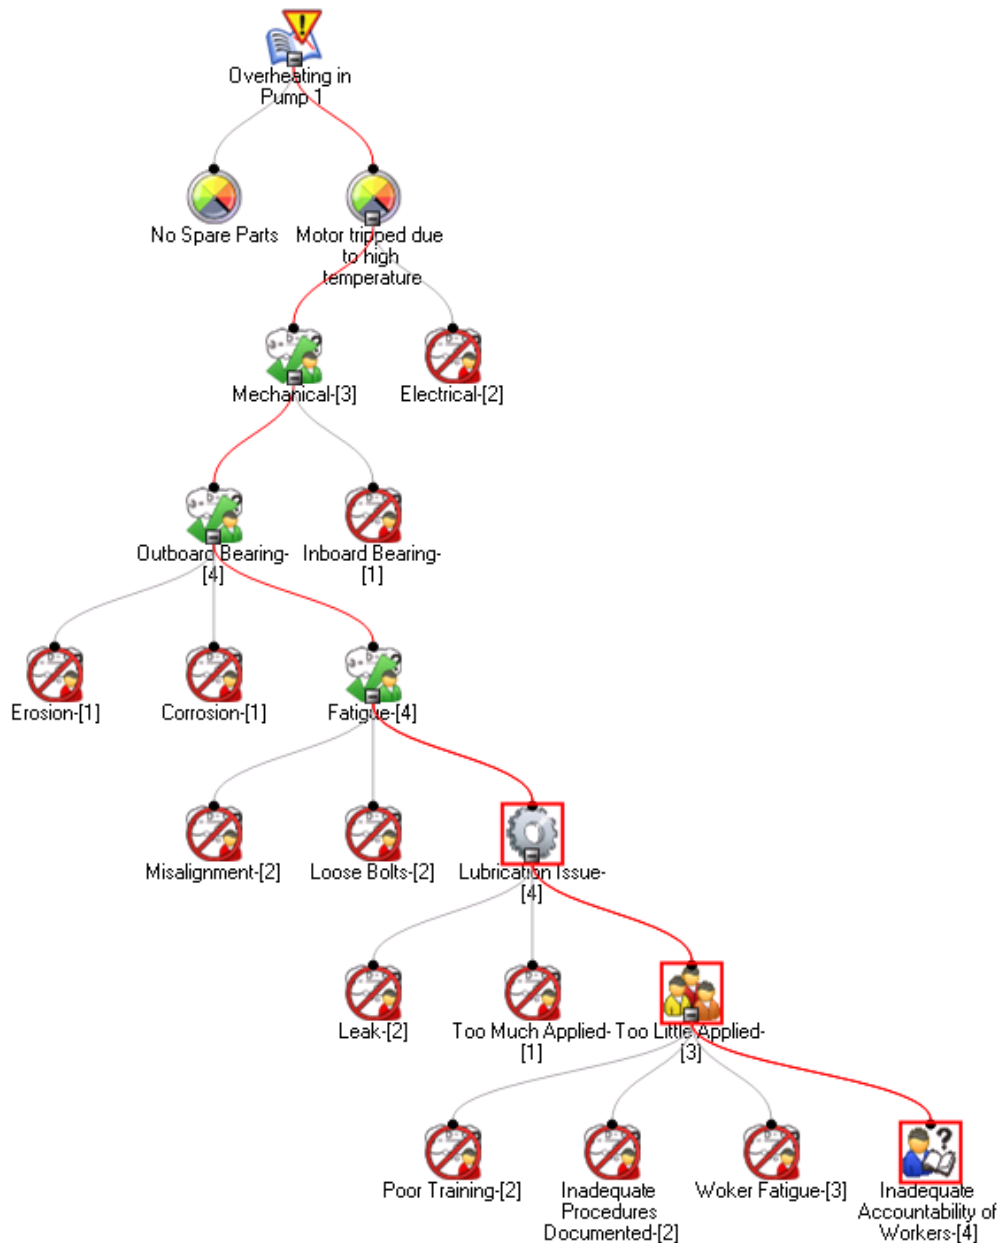 Overheating in
Pump 1
No Spare Parts
Motor tripped due
to high
temperature
Mechanical-[3]
Electrical-[2]
Outboard Bearing-
[4]
Inboard Bearing-
[1]
Erosion-[1]
Corrosion-[1]
Fatigue-[4]
Misalignment-[2]
Loose Bolts-[2]
Lubrication Issue-
[4]
Leak-[2]
Too Much Applied-
[1]
Too Little Applied-
[3]
Poor Training-[2]
Inadequate
Procedures
Documented-[2]
Woker Fatigue-[3]
Inadequate
Accountability of
Workers-[4]